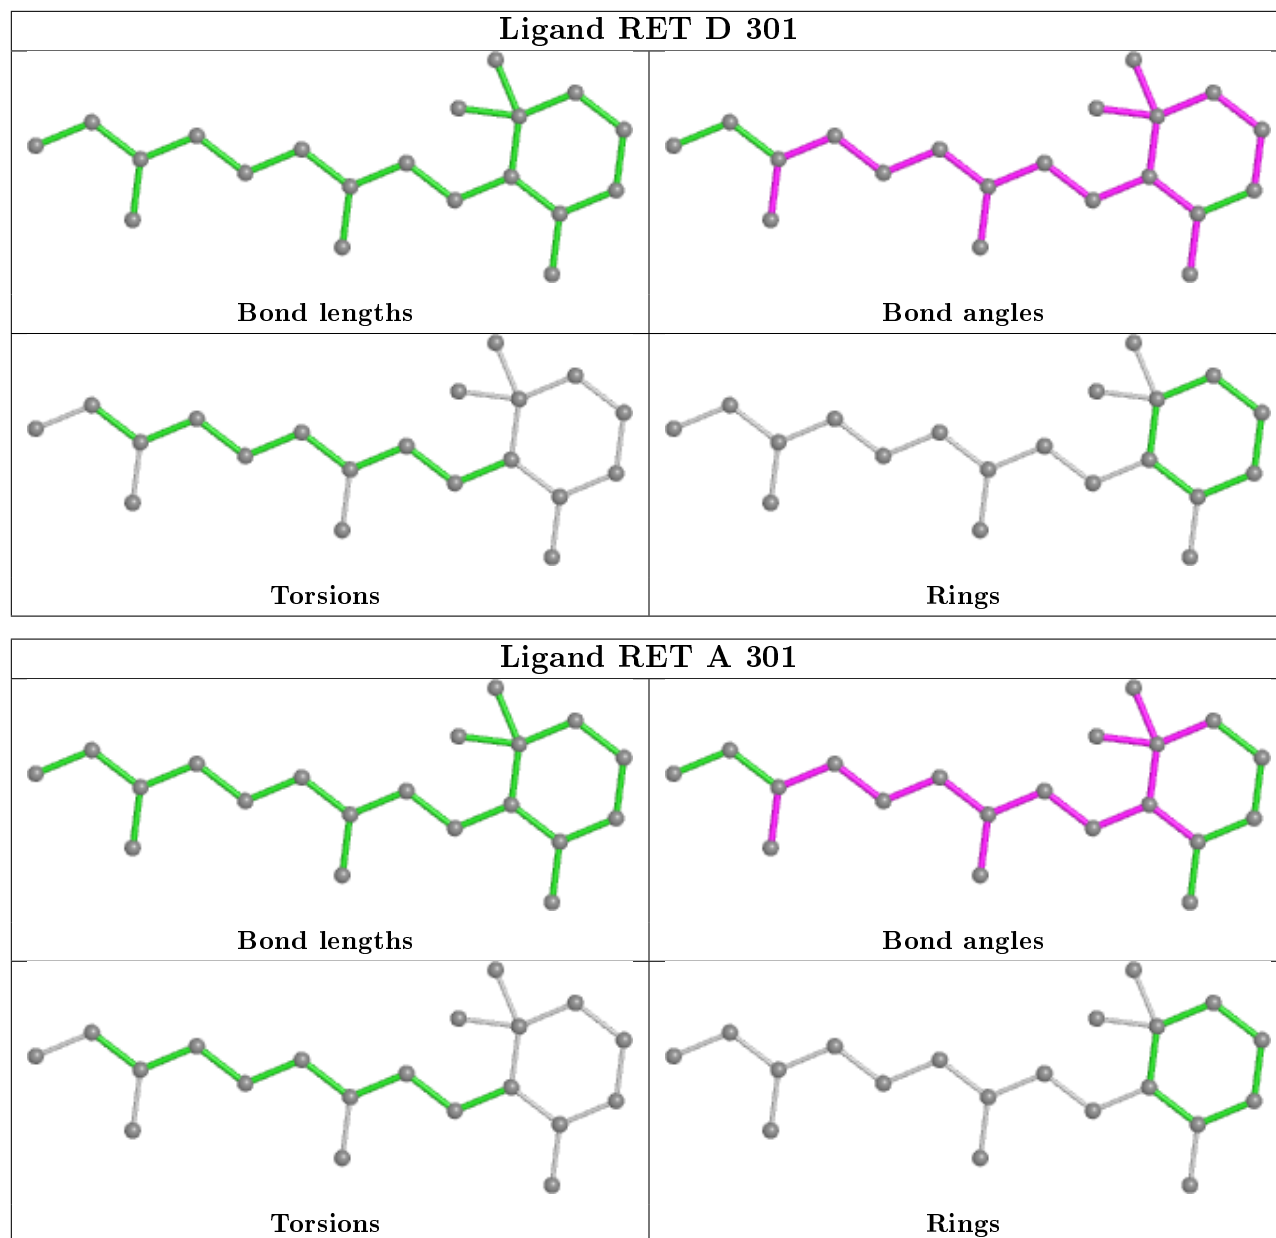 Ligand RET D 301
Bond lengths
Bond angles
Torsions
Rings
Ligand RET A 301
Bond lengths
Bond angles
Torsions
Rings